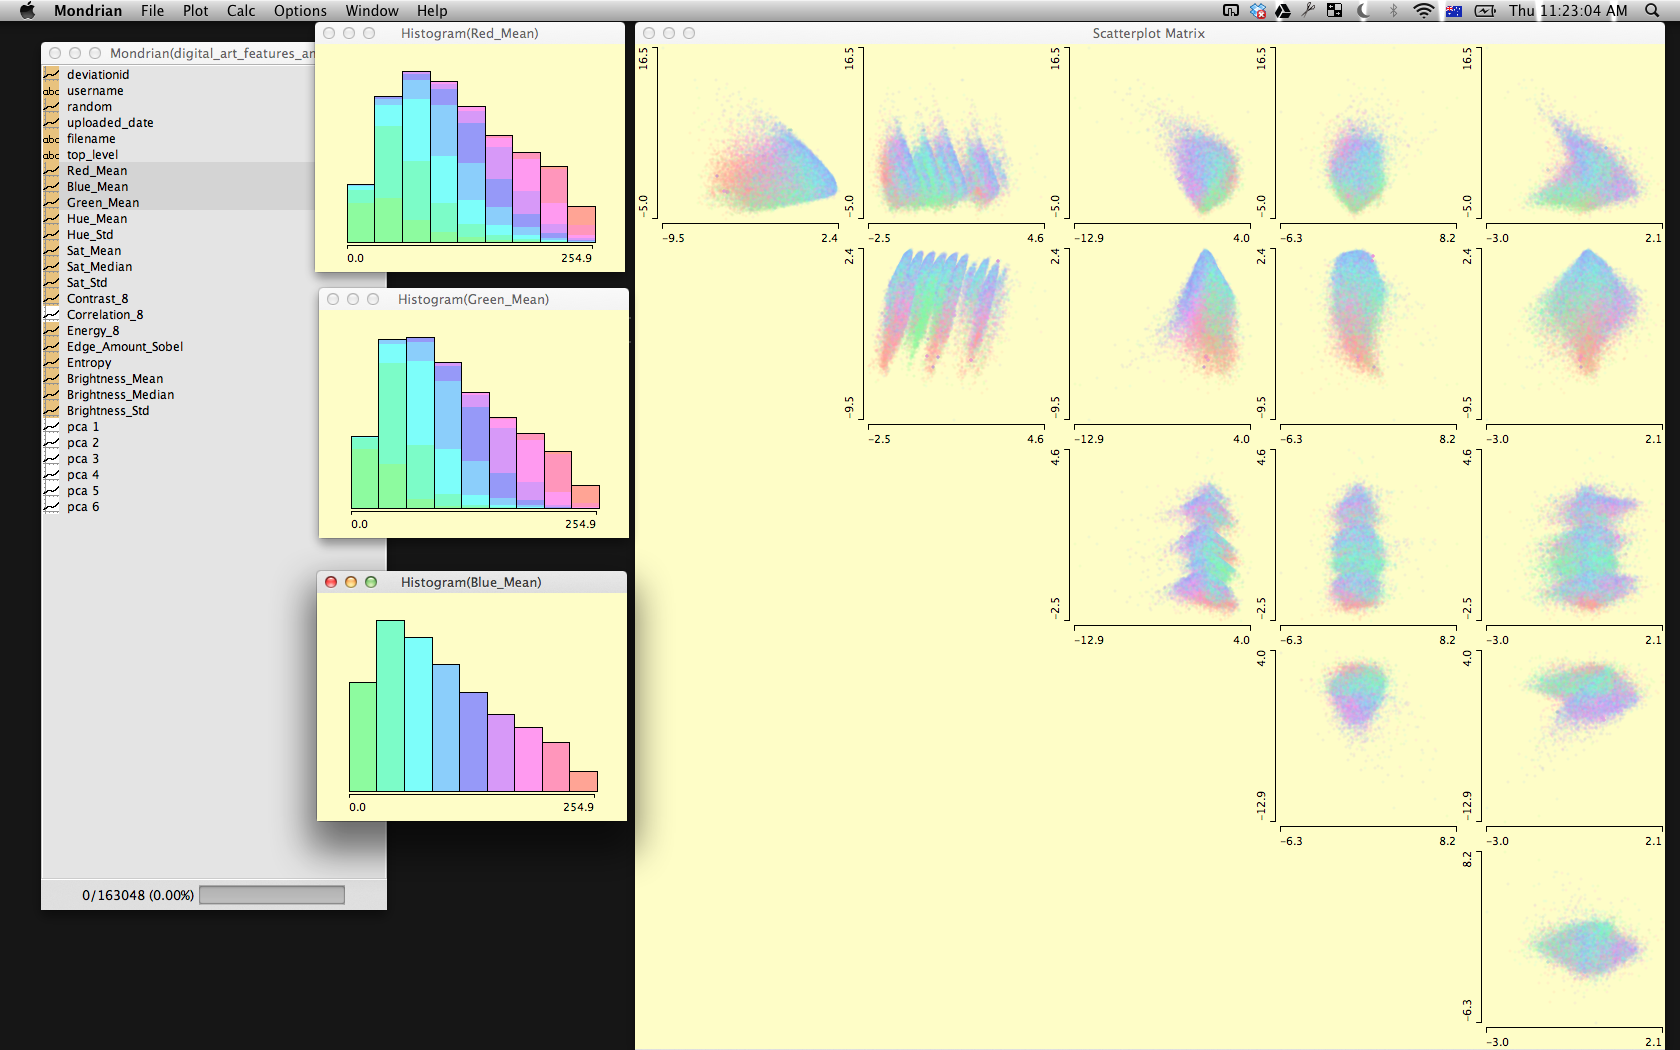 Mondrian File Plot Calc Options Window Help
Thu 11:23:04 AM
Mondrian(digital_art_features_an
deviationid
username
random
uploaded_date
filename
top_level
Red_Mean
Blue_Mean
Green_Mean
Hue_Mean
Hue_Std
Sat_Mean
Sat_Median
Sat_Std
Contrast_8
Correlation_8
Energy_8
Edge_Amount_Sobel
Entropy
Brightness_Mean
Brightness_Median
Brightness_Std
pca 1
pca 2
pca 3
pca 4
pca 5
pca 6
abc
abc
abc
0/163048 (0.00%)
Histogram(Red_Mean)
0.0 254.9
Histogram(Green_Mean)
0.0 254.9
Histogram(Blue_Mean)
0.0 254.9
Scatterplot Matrix
16.5 16.5 16.5 16.5 16.5
-5.0 -5.0 -5.0 -5.0 -5.0
-9.5 2.4 -2.5 4.6 -12.9 4.0 -6.3 8.2 -3.0 2.1
2.4 2.4 2.4 2.4
-9.5 -9.5 -9.5 -9.5
-2.5 4.6 -12.9 4.0 -6.3 8.2 -3.0 2.1
4.6 4.6 4.6
-2.5 -2.5 -2.5
-12.9 4.0 -6.3 8.2 -3.0 2.1
4.0 4.0
-12.9 -12.9
-6.3 8.2 -3.0 2.1
8.2
-6.3
-3.0 2.1